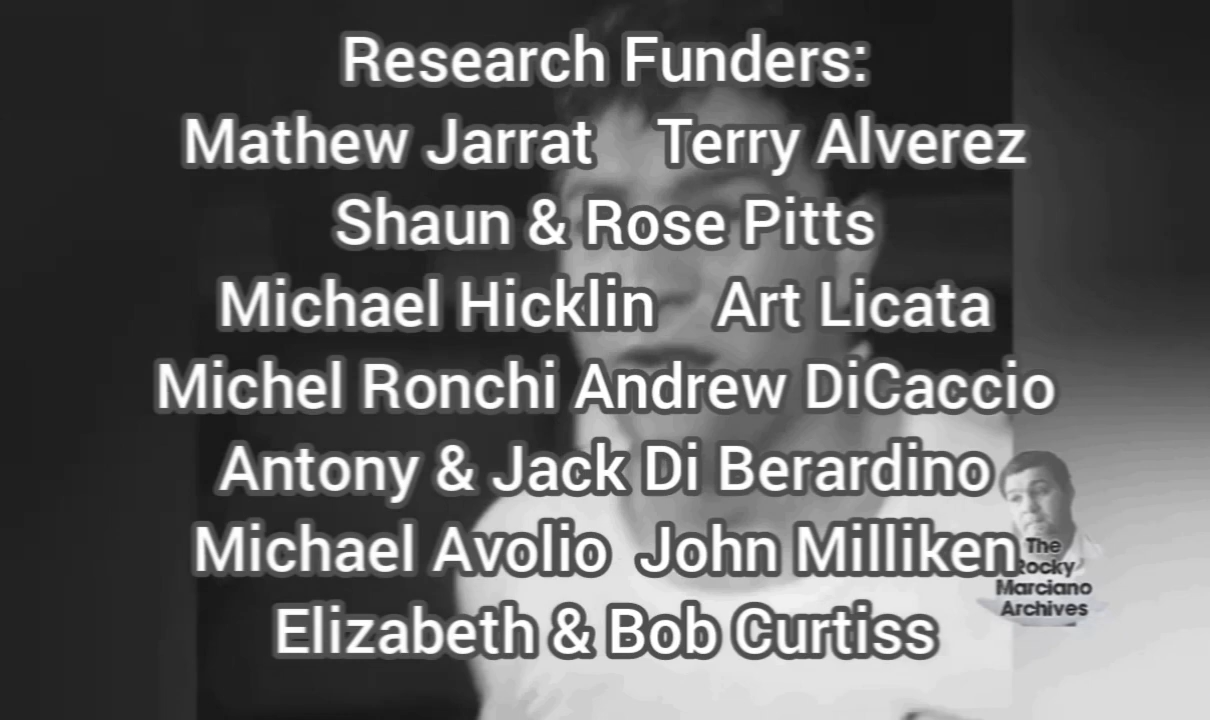 Research Funders:
Mathew Jarrat Terry Alverez
Shaun & Rose Pitts
Michael Hicklin Art Licata
Michel Ronchi Andrew DiCaccio
Antony & Jack Di Berardino
Michael Avolio John Milliken
Elizabeth & Bob Curtiss
The
Rocky
Marciano
Archives